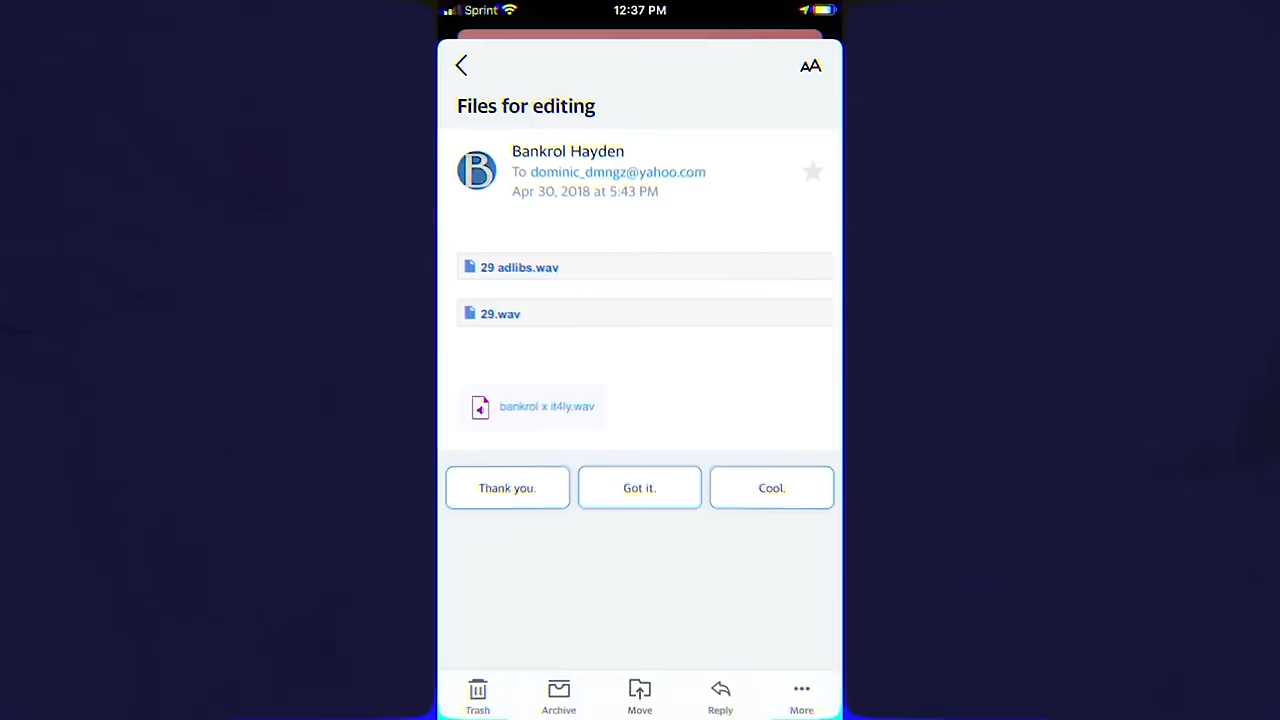 Sprint 12:37 PM
AA
Files for editing
B
Bankrol Hayden
To dominic_dmngz@yahoo.com
Apr 30, 2018 at 5:43 PM
29 adlibs.wav
29.wav
bankrol x it4ly.wav
Thank you. Got it. Cool.
Trash Archive Move Reply More